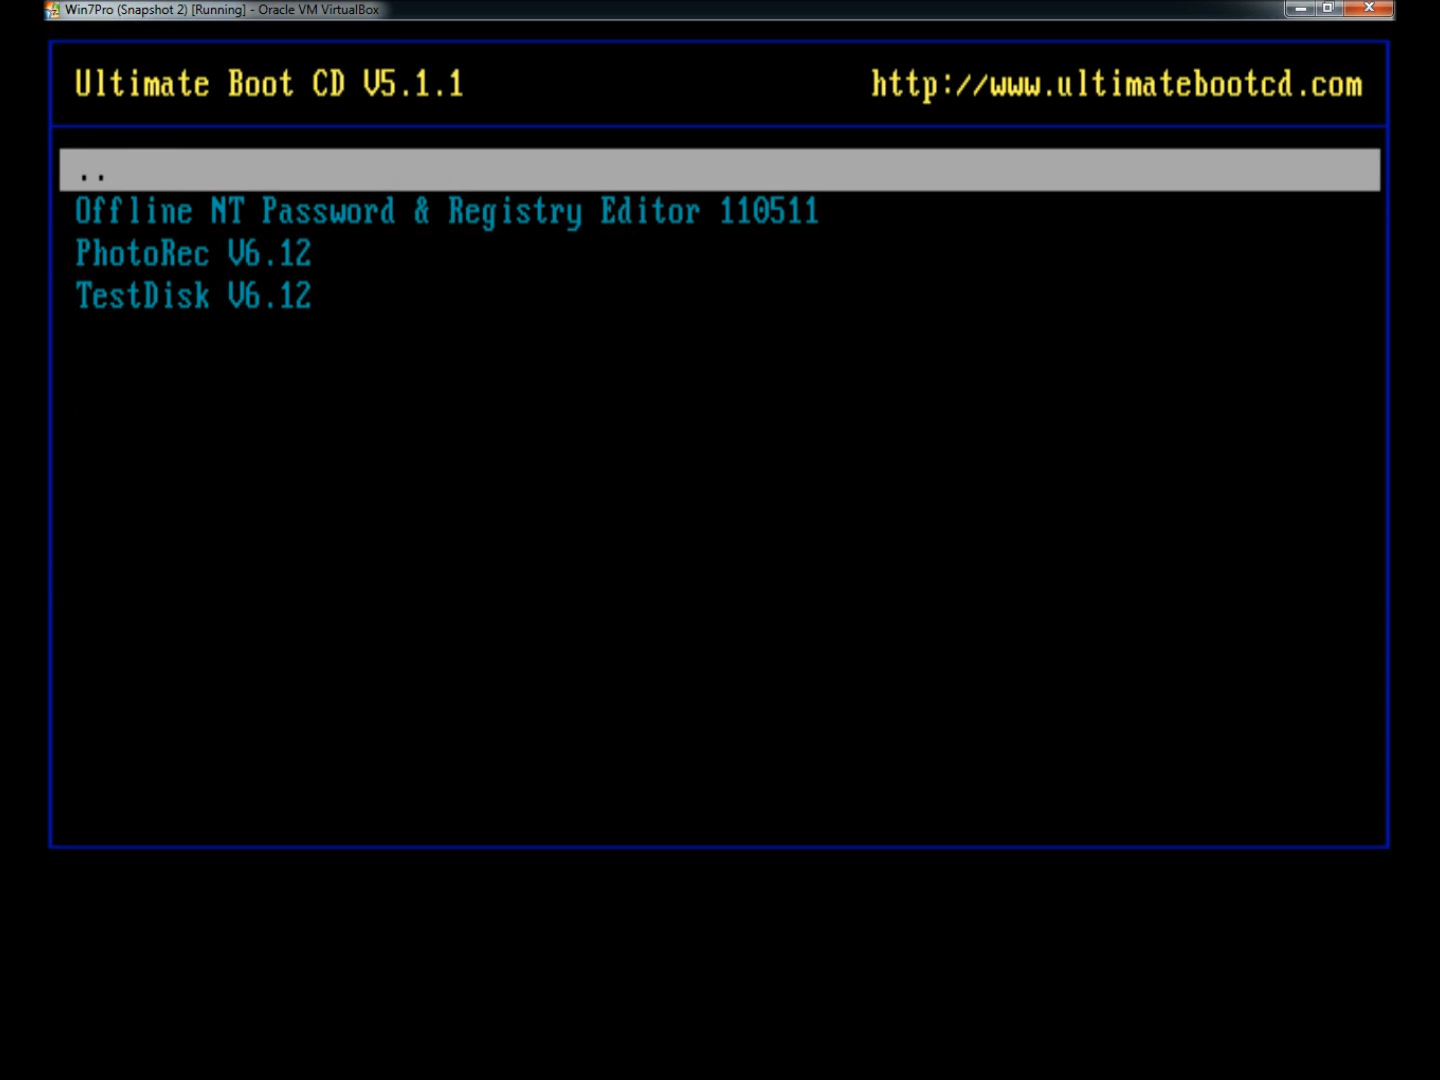 Win7Pro (Snapshot 2) [Running] - Oracle VM VirtualBox
Ultimate Boot CD V5.1.1 http://www.ultimatebootcd.com
..
Offline NT Password & Registry Editor 110511
PhotoRec V6.12
TestDisk V6.12